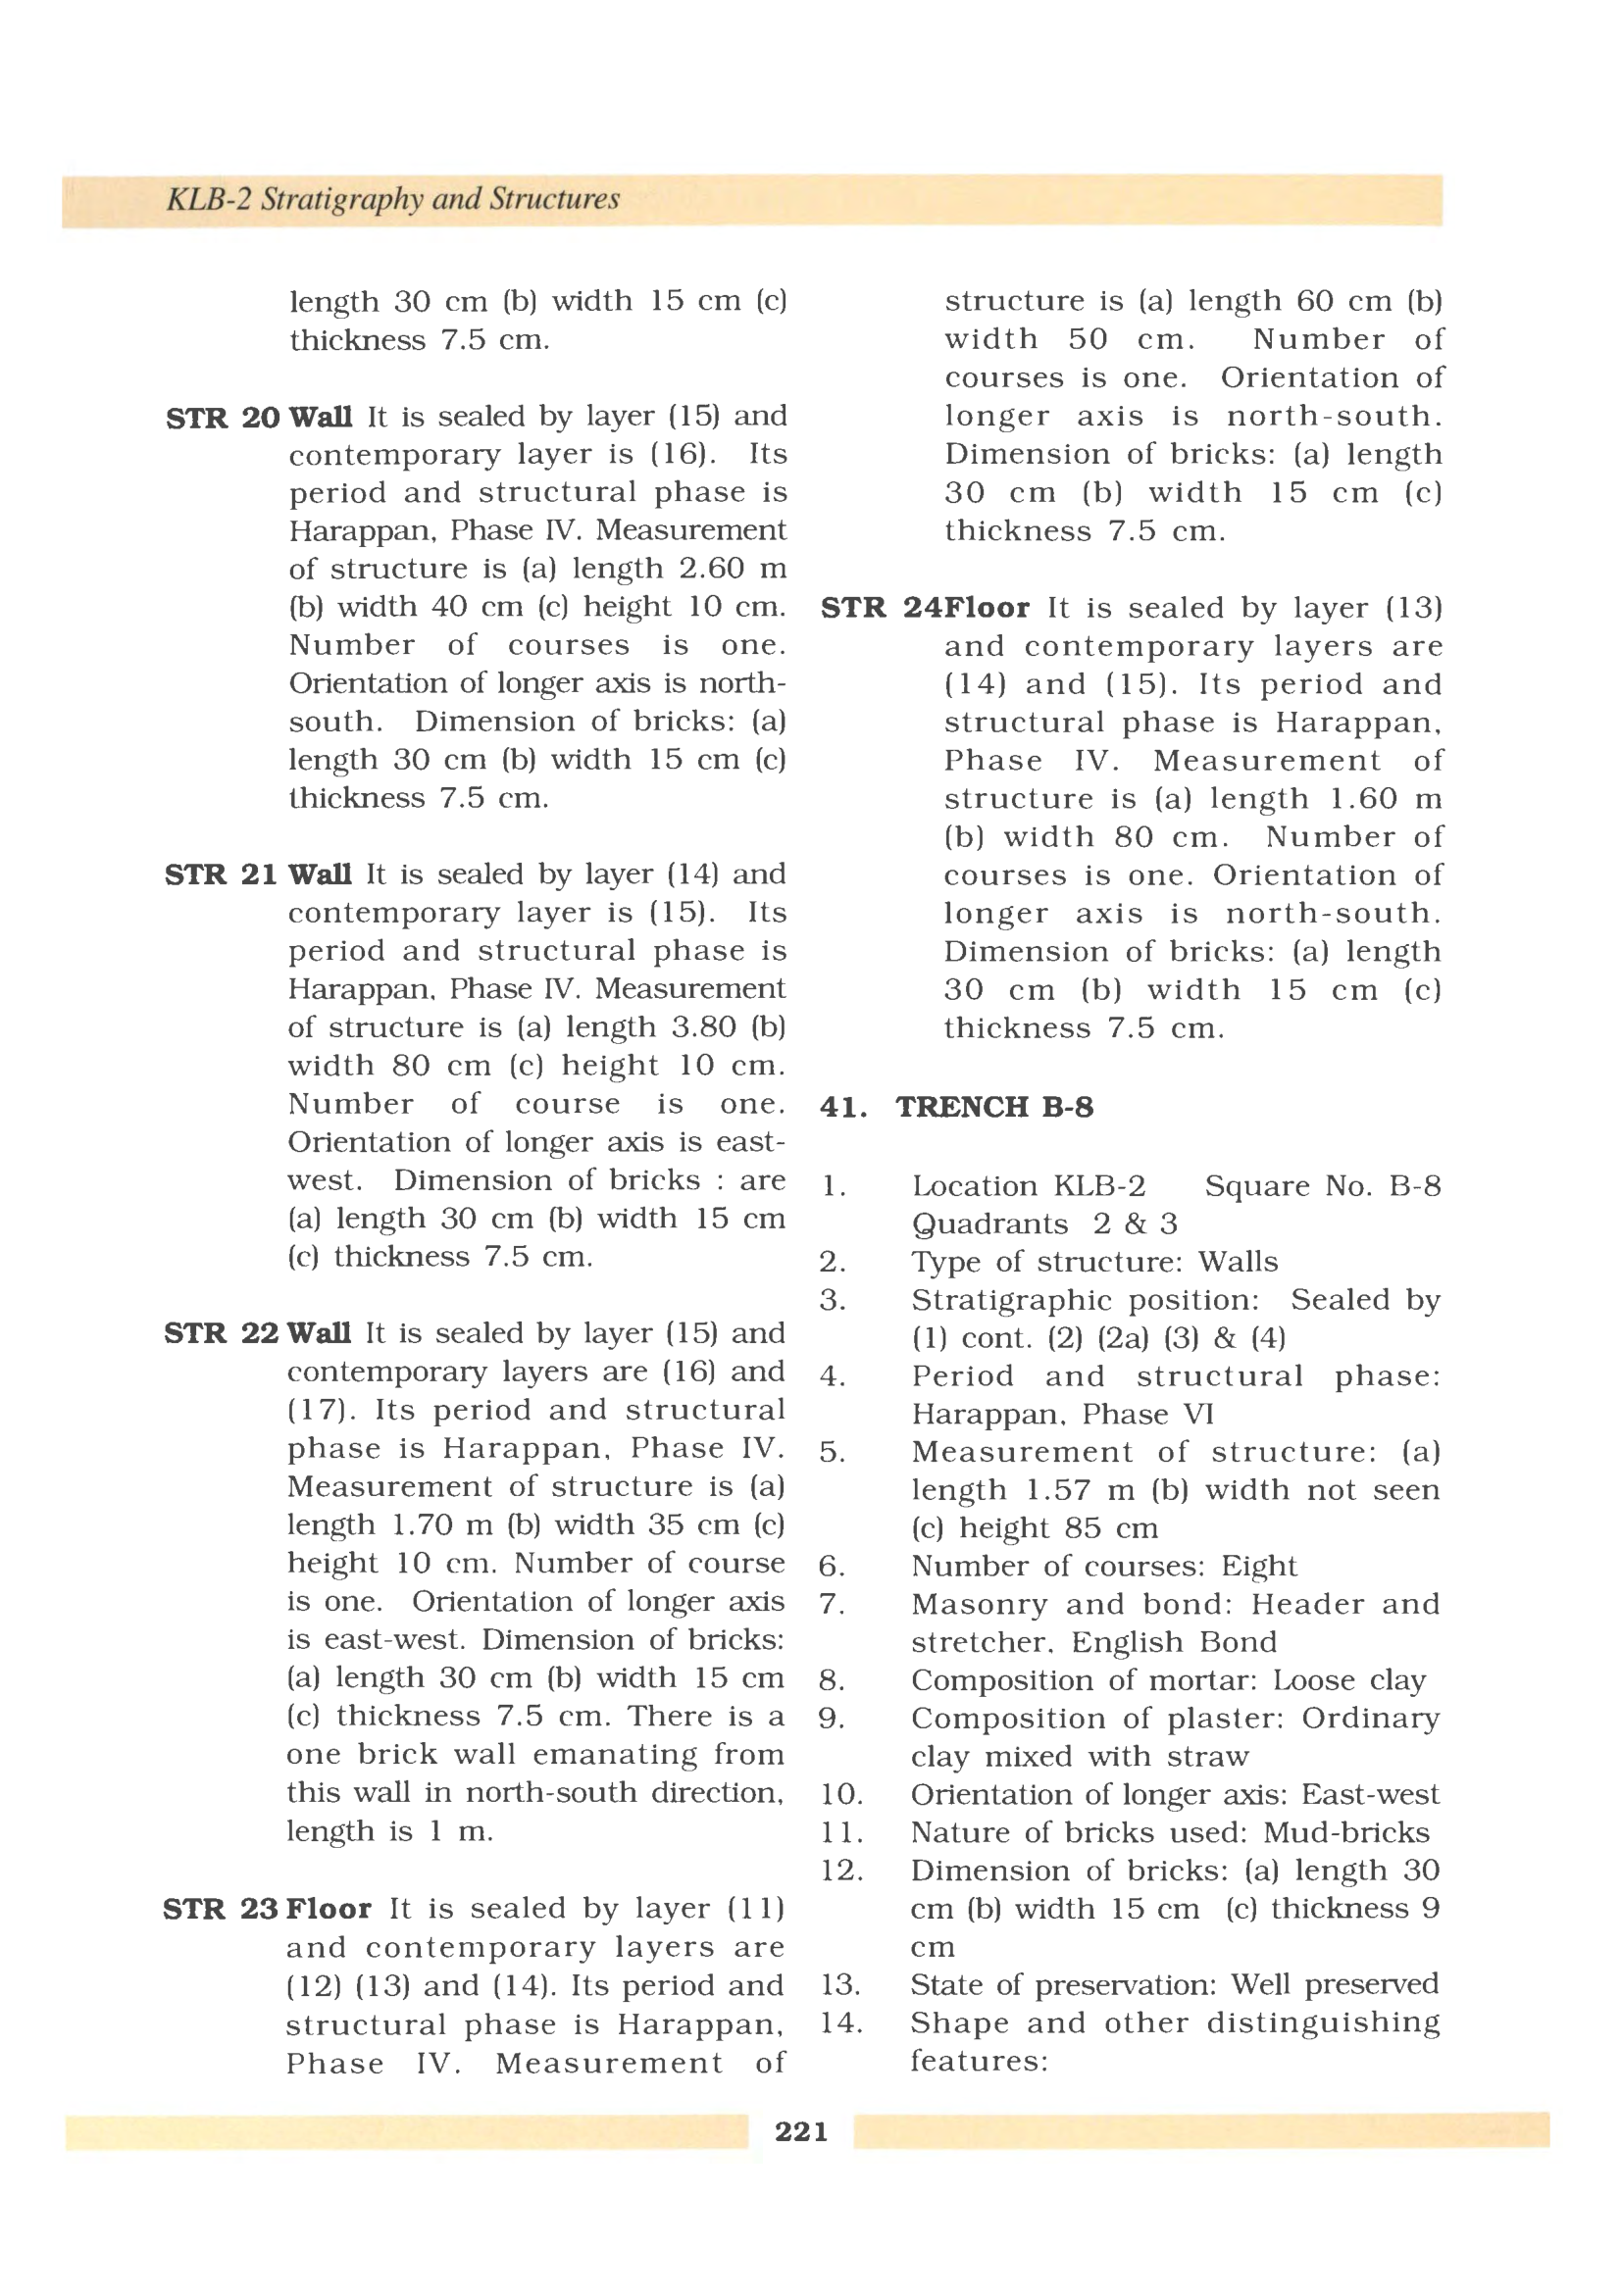 KLB-2 Stratigraphy and Structures
length 30 cm (b) width 15 cm (c)
thickness 7.5 cm.
STR 20 Wall It is sealed by layer (15) and
contemporary layer is (16). Its
period and structural phase is
Harappan, Phase IV. Measurement
of structure is (a) length 2.60 m
(b) width 40 cm (c) height 10 cm.
Number of courses is one.
Orientation of longer axis is north-
south. Dimension of bricks: (a)
length 30 cm (b) width 15 cm (c)
thickness 7.5 cm.
STR 21 Wall It is sealed by layer (14) and
contemporary layer is (15). Its
period and structural phase is
Harappan, Phase IV. Measurement
of structure is (a) length 3.80 (b)
width 80 cm (c) height 10 cm.
Number of course is one.
Orientation of longer axis is east-
west. Dimension of bricks : are
(a) length 30 cm (b) width 15 cm
(c) thickness 7.5 cm.
STR 22 Wall It is sealed by layer (15) and
contemporary layers are (16) and
(17). Its period and structural
phase is Harappan, Phase IV.
Measurement of structure is (a)
length 1.70 m (b) width 35 cm (c)
height 10 cm. Number of course
is one. Orientation of longer axis
is east-west. Dimension of bricks:
(a) length 30 cm (b) width 15 cm
(c) thickness 7.5 cm. There is a
one brick wall emanating from
this wall in north-south direction,
length is 1 m.
STR 23 Floor It is sealed by layer (11)
and contemporary layers are
(12) (13) and (14). Its period and
structural phase is Harappan,
Phase IV. Measurement of
structure is (a) length 60 cm (b)
width 50 cm. Number of
courses is one. Orientation of
longer axis is north-south.
Dimension of bricks: (a) length
30 cm (b) width 15 cm (c)
thickness 7.5 cm.
STR 24Floor It is sealed by layer (13)
and contemporary layers are
(14) and (15). Its period and
structural phase is Harappan,
Phase IV. Measurement of
structure is (a) length 1.60 m
(b) width 80 cm. Number of
courses is one. Orientation of
longer axis is north-south.
Dimension of bricks: (a) length
30 cm (b) width 15 cm (c)
thickness 7.5 cm.
41. TRENCH B-8
1. Location KLB-2 Square No. B-8
Quadrants 2 & 3
2. Type of structure: Walls
3. Stratigraphic position: Sealed by
(1) cont. (2) (2a) (3) & (4)
4. Period and structural phase:
Harappan, Phase VI
5. Measurement of structure: (a)
length 1.57 m (b) width not seen
(c) height 85 cm
6. Number of courses: Eight
7. Masonry and bond: Header and
stretcher, English Bond
8. Composition of mortar: Loose clay
9. Composition of plaster: Ordinary
clay mixed with straw
10. Orientation of longer axis: East-west
11. Nature of bricks used: Mud-bricks
12. Dimension of bricks: (a) length 30
cm (b) width 15 cm (c) thickness 9
cm
13. State of preservation: Well preserved
14. Shape and other distinguishing
features:
221